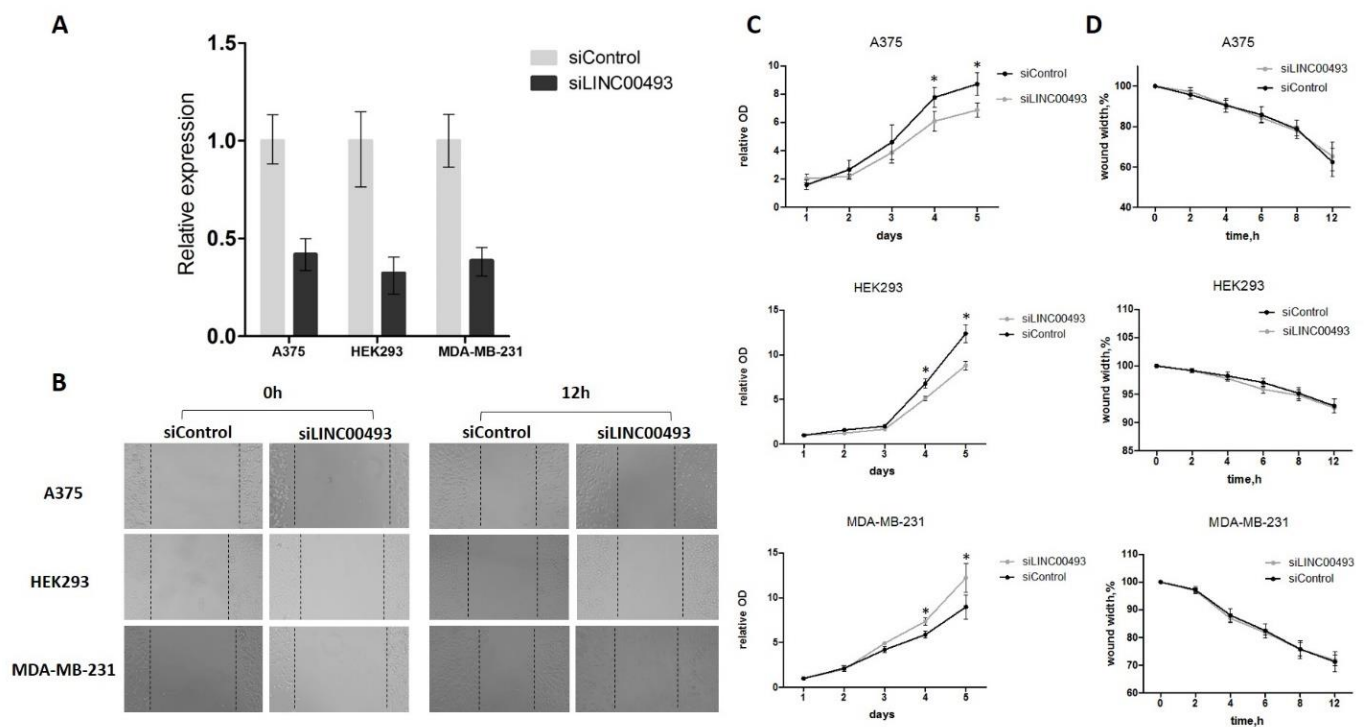 A
1.5
1.0
0.5
0.0
Relative expression
siControl
siLINC00493
A375
HEK293
MDA-MB-231
B
0h
12h
siControl
siLINC00493
siControl
siLINC00493
A375
HEK293
MDA-MB-231
C
A375
10
8
6
4
2
0
relative OD
* *
siControl
siLINC00493
1 2 3 4 5
days
HEK293
15
10
5
0
relative OD
* *
siLINC00493
siControl
1 2 3 4 5
days
MDA-MB-231
15
10
5
0
relative OD
* *
siLINC00493
siControl
1 2 3 4 5
days
D
A375
100
80
60
40
wound width,%
siLINC00493
siControl
0 2 4 6 8 12
time,h
HEK293
110
105
100
95
90
85
wound width,%
siControl
siLINC00493
0 2 4 6 8 12
time,h
MDA-MB-231
110
100
90
80
70
60
wound width,%
siLINC00493
siControl
0 2 4 6 8 12
time,h